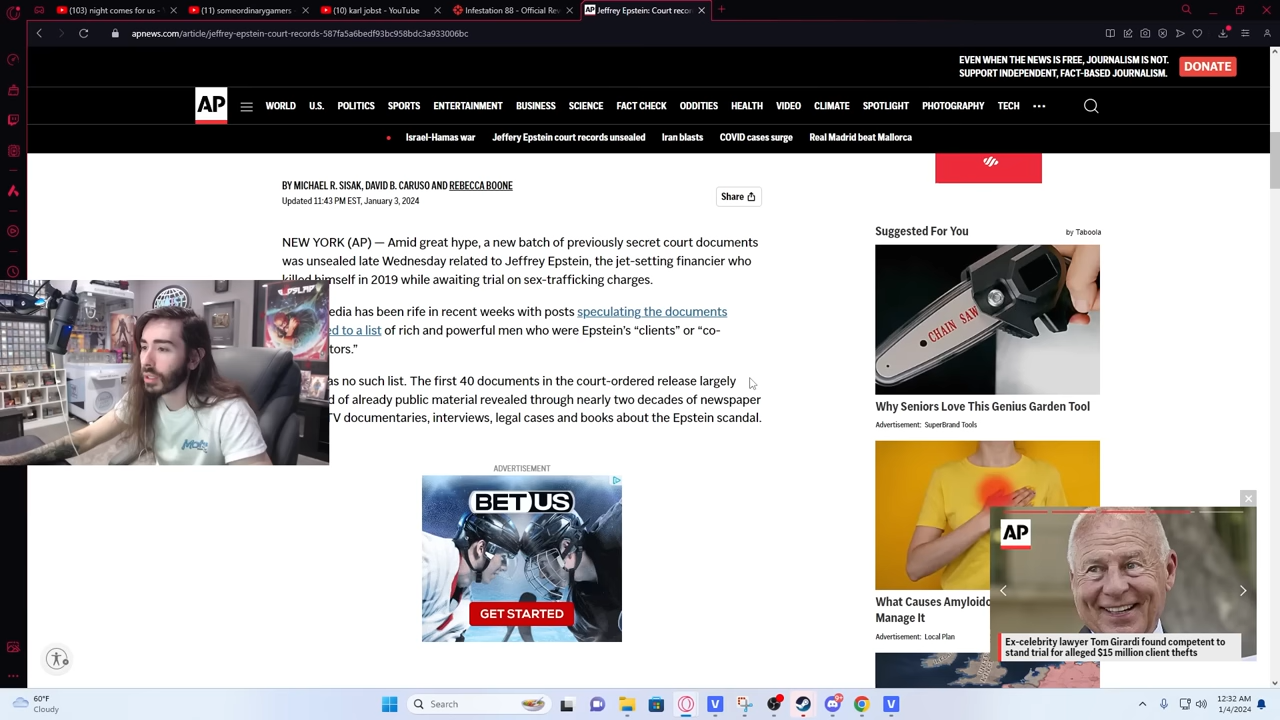 (103) night comes for us -
(11) someordinarygamers -
(10) karl jobst - YouTube
Infestation 88 - Official Rev
AP Jeffrey Epstein: Court recor
apnews.com/article/jeffrey-epstein-court-records-587fa5a6bedf93bc958bdc3a933006bc
EVEN WHEN THE NEWS IS FREE, JOURNALISM IS NOT.
SUPPORT INDEPENDENT, FACT-BASED JOURNALISM.
DONATE
AP
WORLD U.S. POLITICS SPORTS ENTERTAINMENT BUSINESS SCIENCE FACT CHECK ODDITIES HEALTH VIDEO CLIMATE SPOTLIGHT PHOTOGRAPHY TECH
Israel-Hamas war Jeffery Epstein court records unsealed Iran blasts COVID cases surge Real Madrid beat Mallorca
BY MICHAEL R. SISAK, DAVID B. CARUSO AND REBECCA BOONE
Updated 11:43 PM EST, January 3, 2024
Share
NEW YORK (AP) — Amid great hype, a new batch of previously secret court documents
was unsealed late Wednesday related to Jeffrey Epstein, the jet-setting financier who
killed himself in 2019 while awaiting trial on sex-trafficking charges.
edia has been rife in recent weeks with posts speculating the documents
ed to a list of rich and powerful men who were Epstein's “clients” or “co-
tors.”
as no such list. The first 40 documents in the court-ordered release largely
d of already public material revealed through nearly two decades of newspaper
TV documentaries, interviews, legal cases and books about the Epstein scandal.
ADVERTISEMENT
BET US
GET STARTED
Suggested For You
by Taboola
CHAIN SAW
Why Seniors Love This Genius Garden Tool
Advertisement: SuperBrand Tools
What Causes Amyloido
Manage It
Advertisement: Local Plan
AP
Ex-celebrity lawyer Tom Girardi found competent to
stand trial for alleged $15 million client thefts
60°F
Cloudy
Search
12:32 AM
1/4/2024